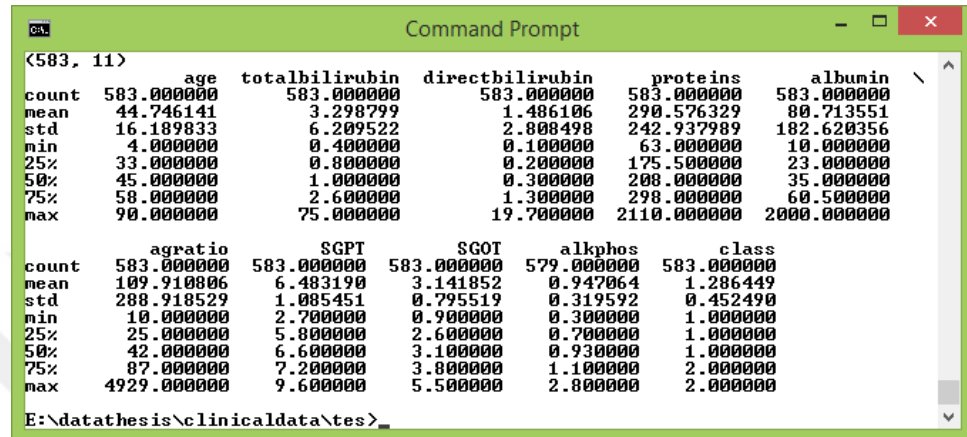 Command Prompt
(583, 11)
age totalbilirubin directbilirubin proteins albumin \
count 583.000000 583.000000 583.000000 583.000000 583.000000
mean 44.746141 3.298799 1.486106 290.576329 80.713551
std 16.189833 6.209522 2.808498 242.937989 182.620356
min 4.000000 0.400000 0.100000 63.000000 10.000000
25% 33.000000 0.800000 0.200000 175.500000 23.000000
50% 45.000000 1.000000 0.300000 208.000000 35.000000
75% 58.000000 2.600000 1.300000 298.000000 60.500000
max 90.000000 75.000000 19.700000 2110.000000 2000.000000
agratio SGPT SGOT alkphos class
count 583.000000 583.000000 583.000000 579.000000 583.000000
mean 109.910806 6.483190 3.141852 0.947064 1.286449
std 288.918529 1.085451 0.795519 0.319592 0.452490
min 10.000000 2.700000 0.900000 0.300000 1.000000
25% 25.000000 5.800000 2.600000 0.700000 1.000000
50% 42.000000 6.600000 3.100000 0.930000 1.000000
75% 87.000000 7.200000 3.800000 1.100000 2.000000
max 4929.000000 9.600000 5.500000 2.800000 2.000000
E:\datathesis\clinicaldata\tes>_